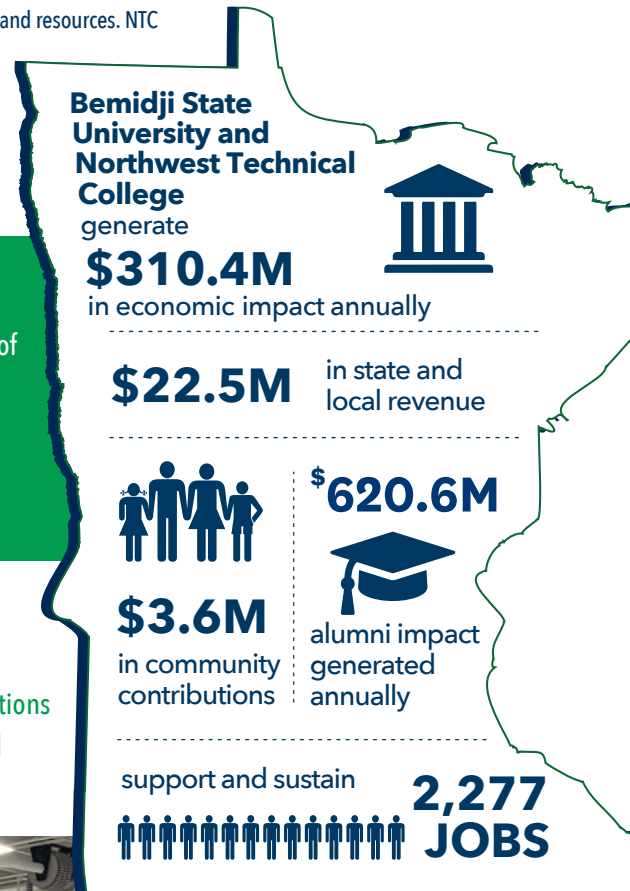 and resources. NTC
Bemidji State
University and
Northwest Technical
College
generate
$310.4M
in economic impact annually
of
$22.5M
in state and
local revenue
$620.6M
alumni impact
generated
annually
$3.6M
in community
contributions
support and sustain
2,277
JOBS